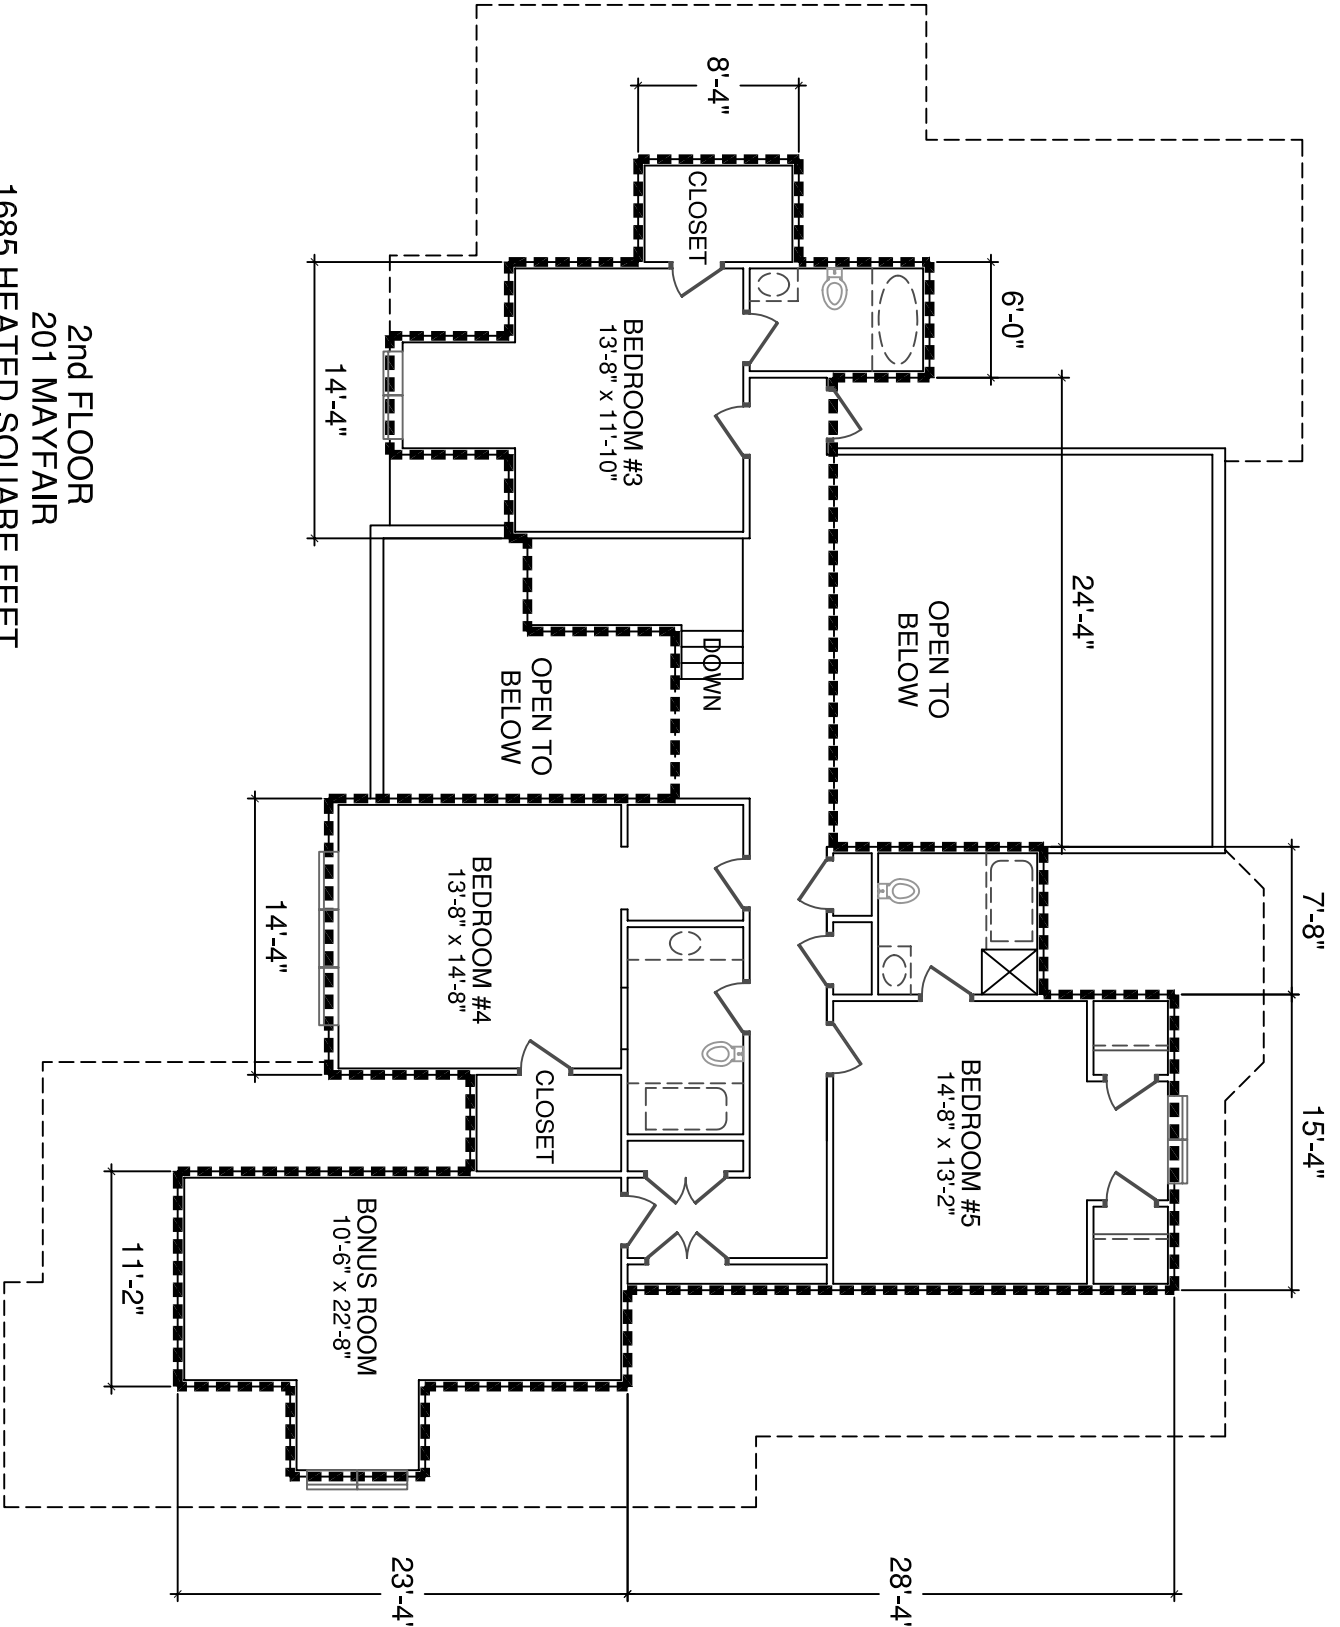 2nd FLOOR
201 MAYFAIR
1685 HEATED SQUARE FEET
8'-4"
6'-0"
24'-4"
7'-8"
15'-4"
CLOSET
BEDROOM #3
13'-8" x 11'-10"
14'-4"
OPEN TO
BELOW
DOWN
OPEN TO
BELOW
BEDROOM #4
13'-8" x 14'-8"
14'-4"
CLOSET
BEDROOM #5
14'-8" x 13'-2"
BONUS ROOM
10'-6" x 22'-8"
11'-2"
23'-4'
28'-4'